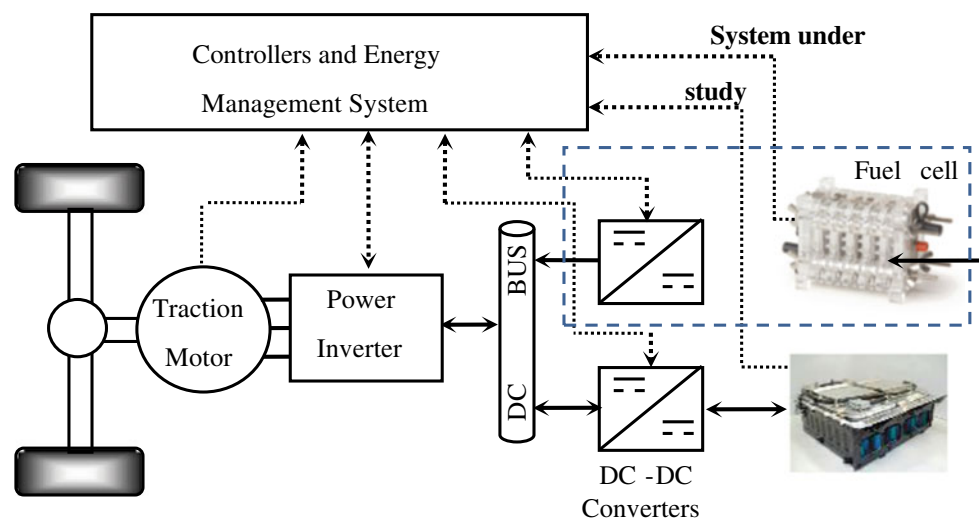 System under
study
Controllers and Energy
Management System
Fuel cell
Traction
Motor
Power
Inverter
DC BUS
DC -DC
Converters